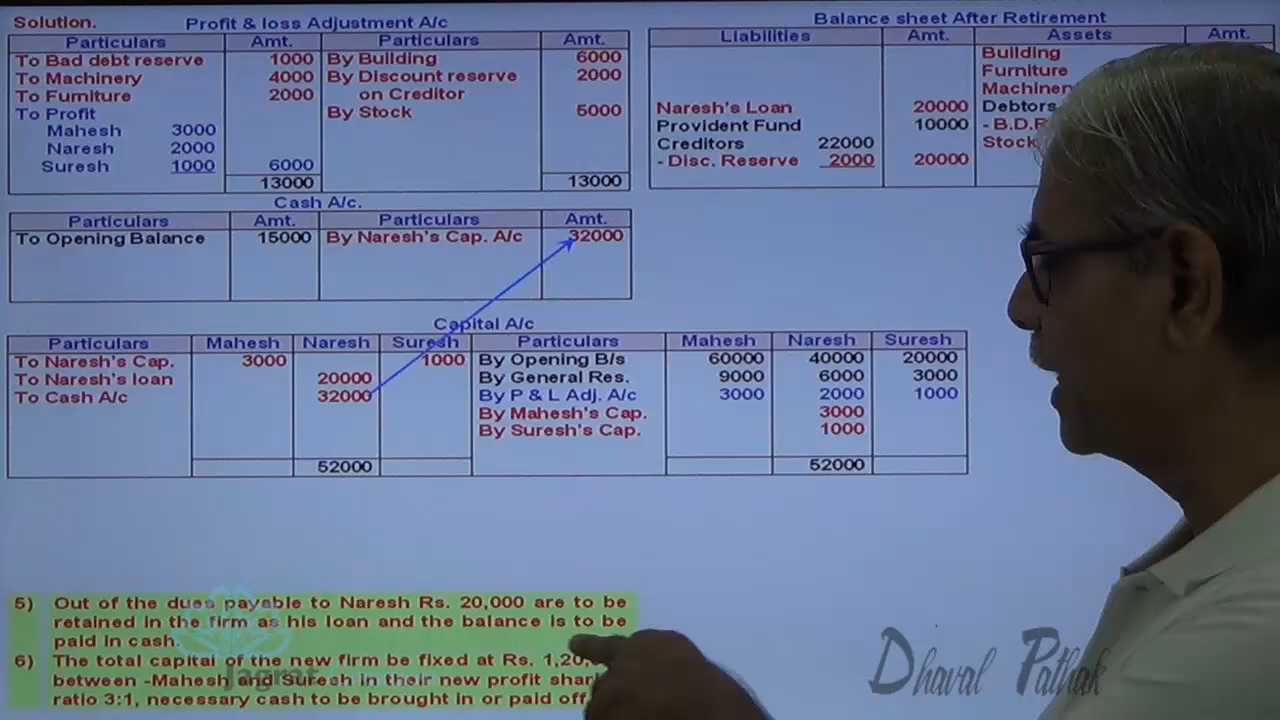 Solution. Profit & loss Adjustment A/c
Particulars Amt. Particulars Amt.
To Bad debt reserve 1000 By Building 6000
To Machinery 4000 By Discount reserve 2000
To Furniture 2000 on Creditor
To Profit By Stock 5000
Mahesh 3000
Naresh 2000
Suresh 1000 6000
13000 13000
Balance sheet After Retirement
Liabilities Amt. Assets Amt.
Building
Furniture
Machinery
Naresh's Loan 20000 Debtors
Provident Fund 10000 - B.D.R
Creditors 22000 Stock
- Disc. Reserve 2000 20000
Cash A/c.
Particulars Amt. Particulars Amt.
To Opening Balance 15000 By Naresh's Cap. A/c 32000
Capital A/c
Particulars Mahesh Naresh Suresh Particulars Mahesh Naresh Suresh
To Naresh's Cap. 3000 1000 By Opening B/s 60000 40000 20000
To Naresh's loan 20000 By General Res. 9000 6000 3000
To Cash A/c 32000 By P & L Adj. A/c 3000 2000 1000
By Mahesh's Cap. 3000
By Suresh's Cap. 1000
52000 52000
5) Out of the dues payable to Naresh Rs. 20,000 are to be
retained in the firm as his loan and the balance is to be
paid in cash.
6) The total capital of the new firm be fixed at Rs. 1,20,
between -Mahesh and Suresh in their new profit shar
ratio 3:1, necessary cash to be brought in or paid off.
Jagrat
Dhaval Pathak